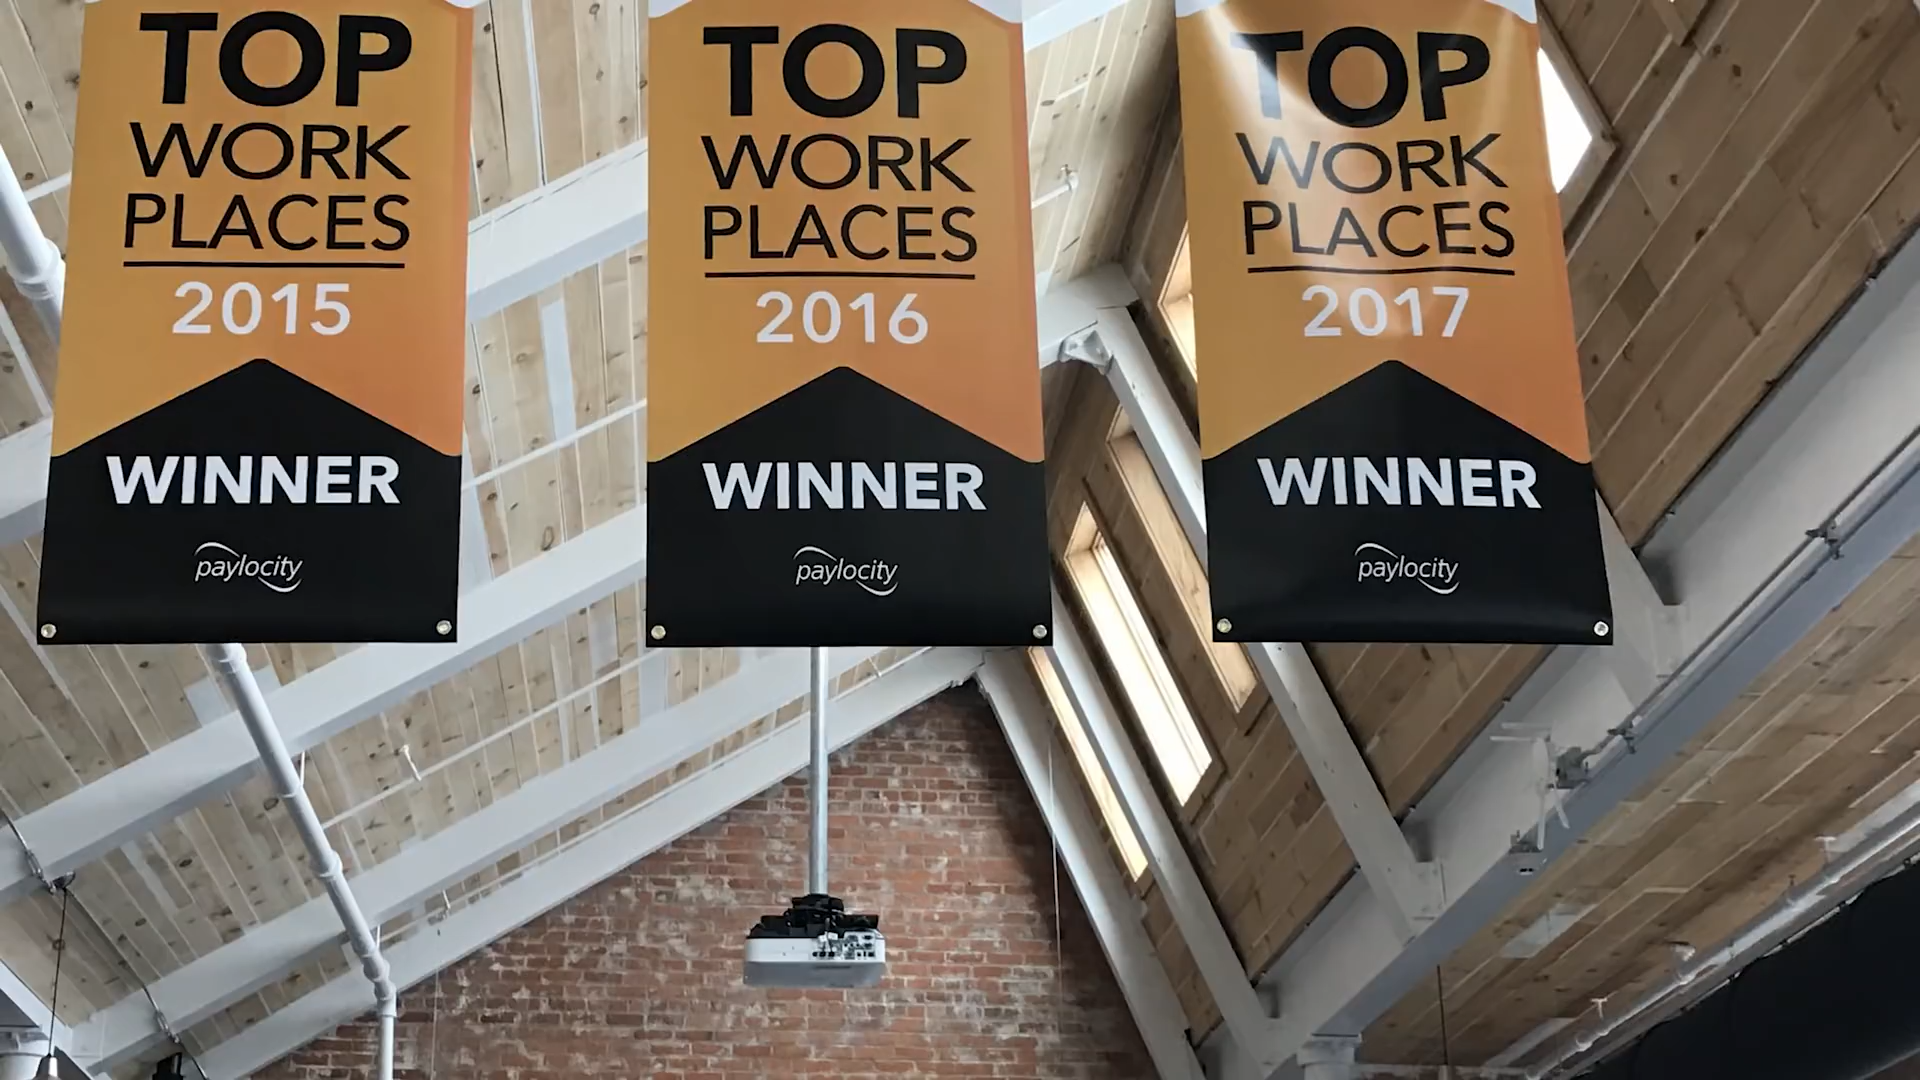 TOP
WORK
PLACES
2015
WINNER
paylocity
TOP
WORK
PLACES
2016
WINNER
paylocity
TOP
WORK
PLACES
2017
WINNER
paylocity